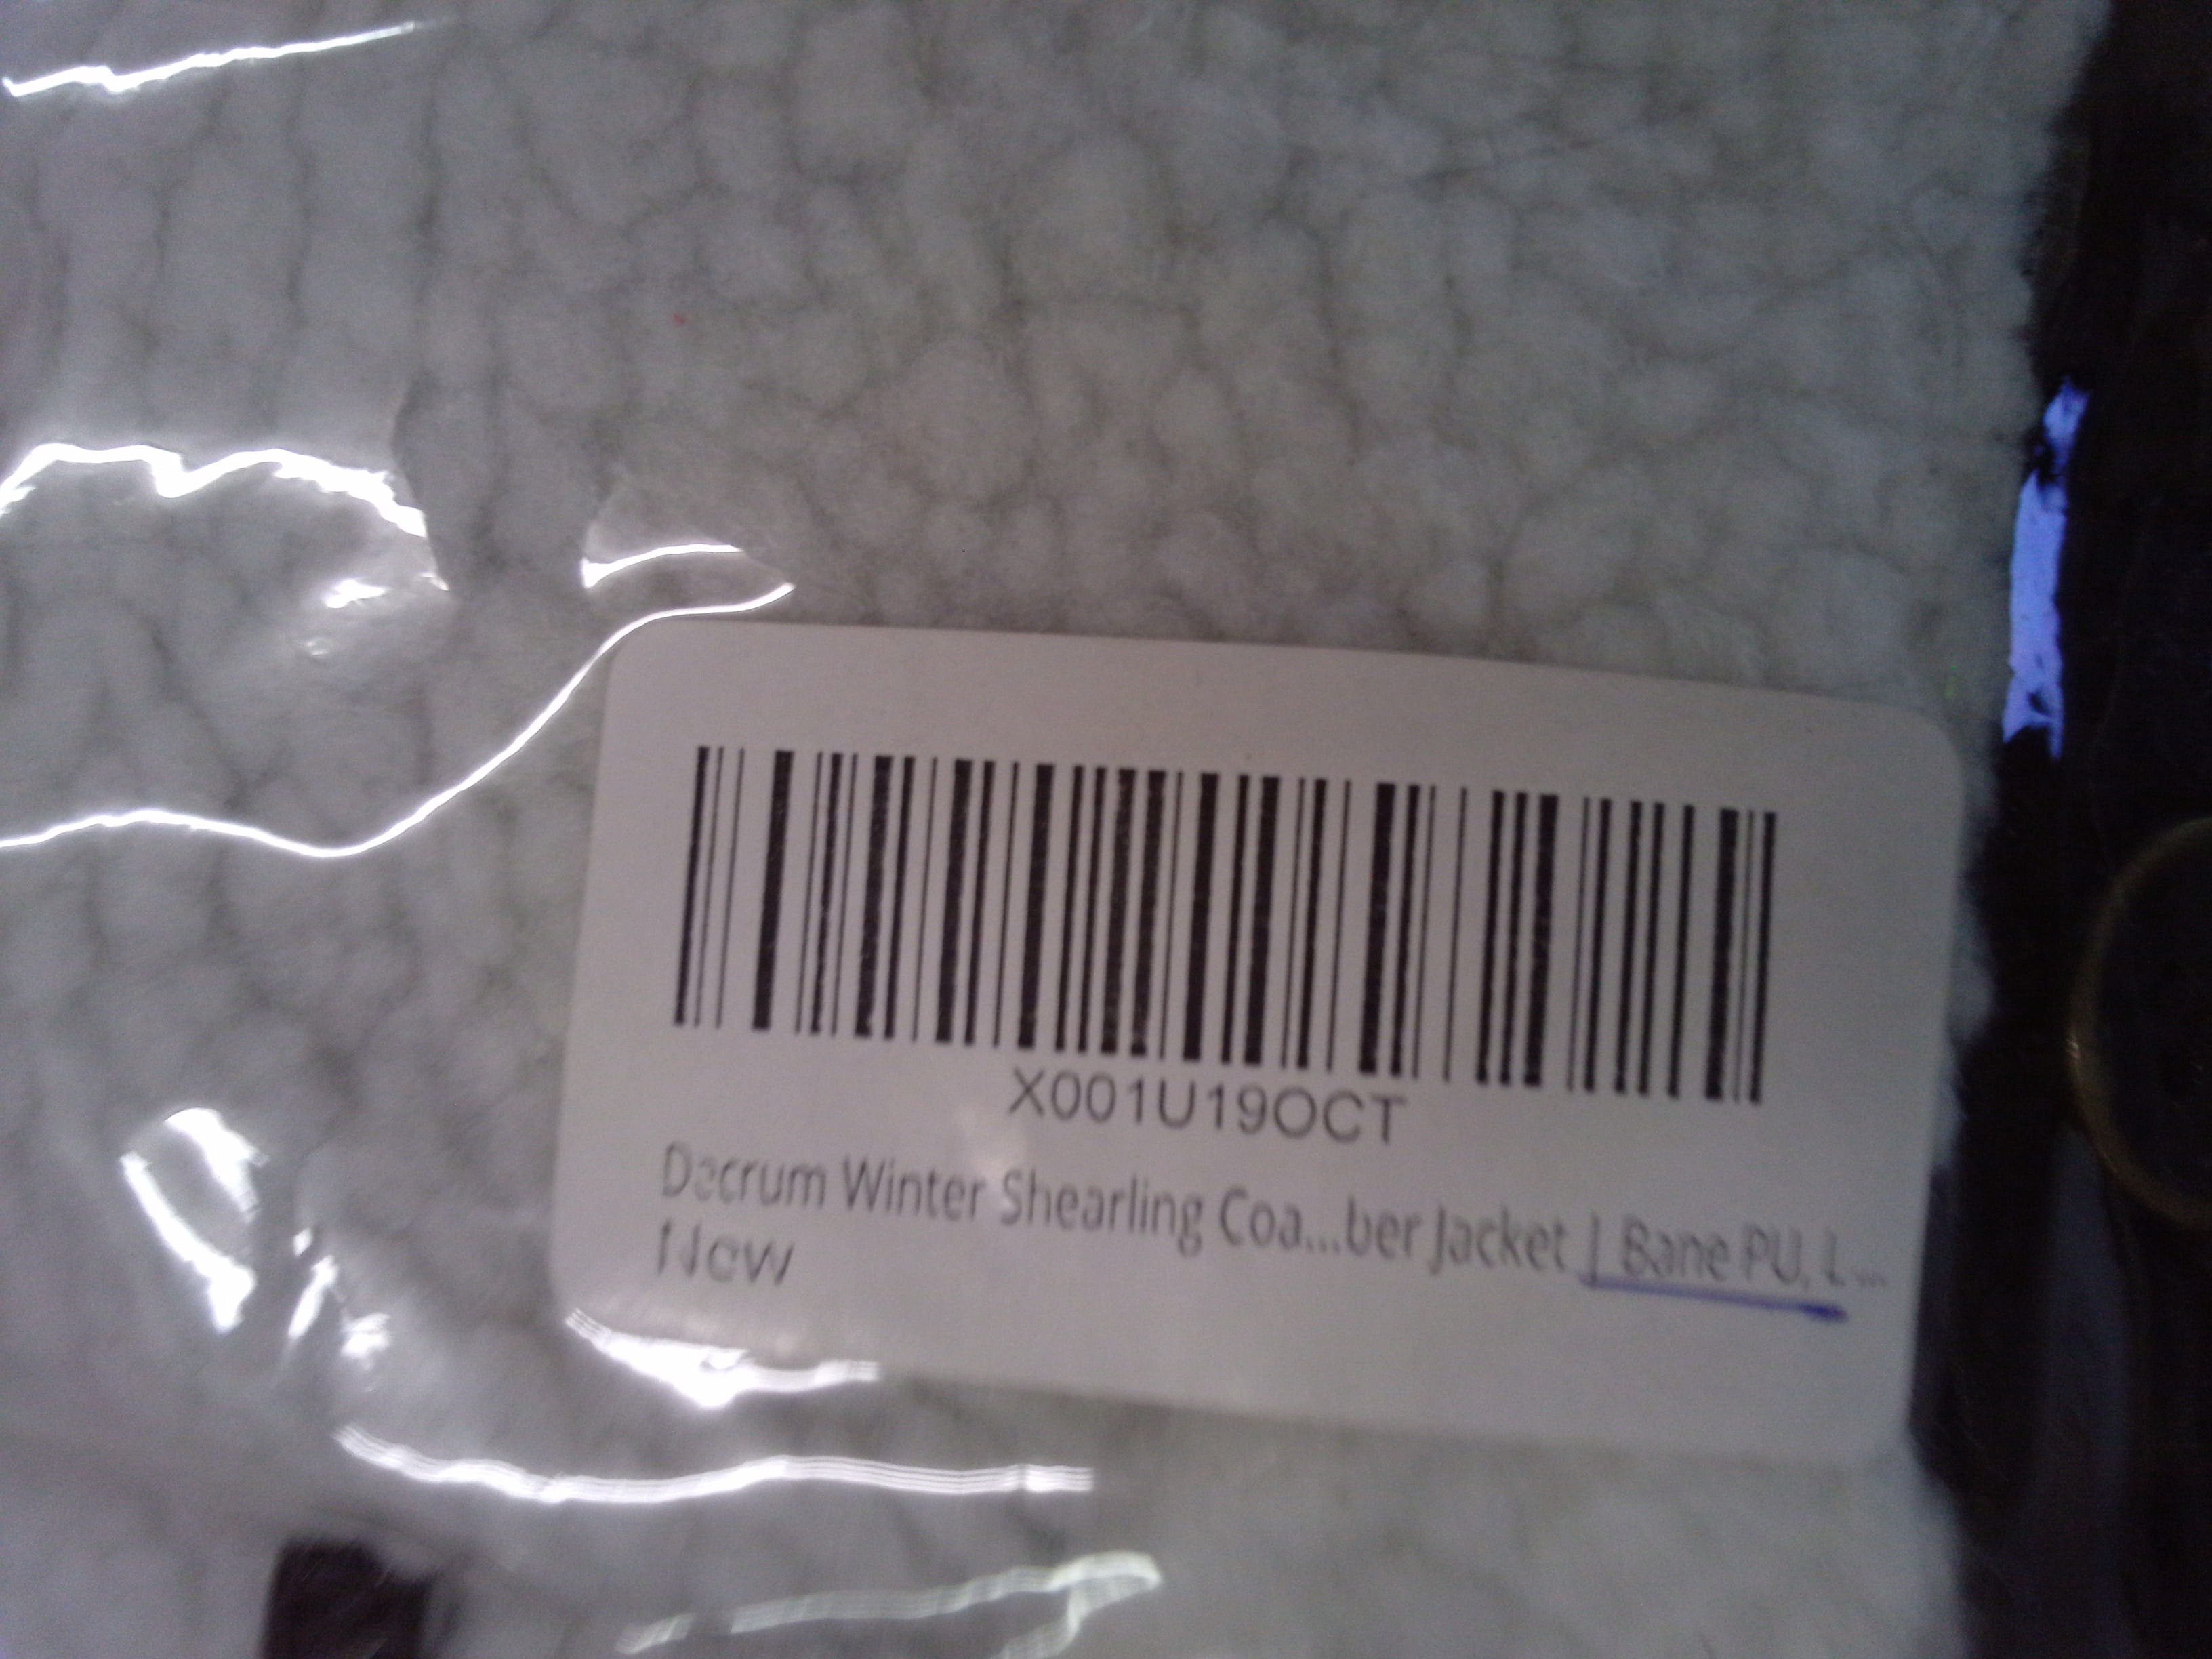 X001U19OCT
Decrum Winter Shearling Coa...ber Jacket | Bane PU, L...
New